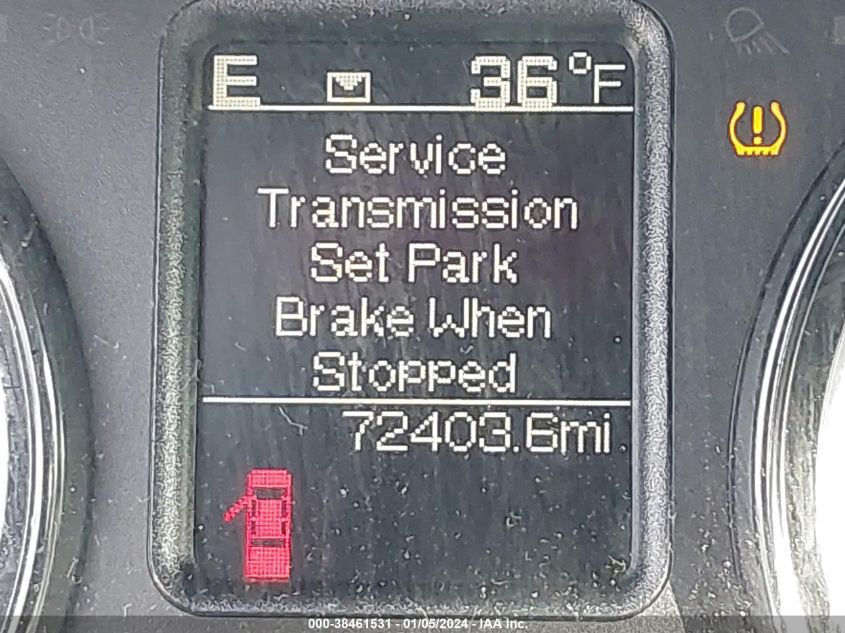 E 36°F
Service
Transmission
Set Park
Brake When
Stopped
72403.6mi
000-38461531 - 01/05/2024 - IAA Inc.